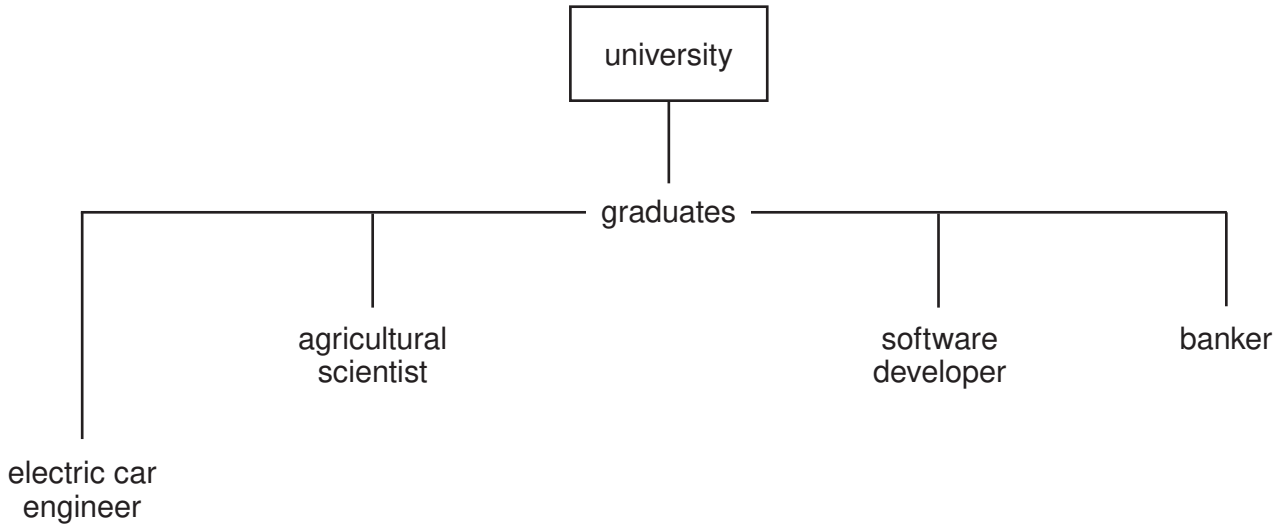 university
graduates
agricultural
scientist
software
developer
banker
electric car
engineer